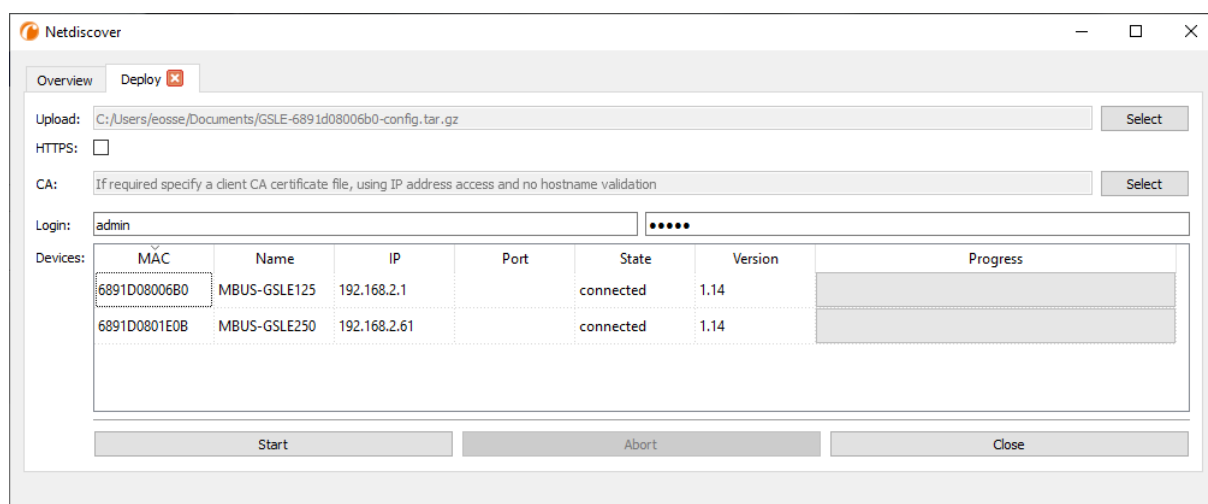 Netdiscover
Overview Deploy
Upload: C:/Users/eosse/Documents/GSLE-6891d08006b0-config.tar.gz Select
HTTPS:
CA: If required specify a client CA certificate file, using IP address access and no hostname validation Select
Login: admin •••••
Devices: MAC Name IP Port State Version Progress
6891D08006B0 MBUS-GSLE125 192.168.2.1 connected 1.14
6891D0801E0B MBUS-GSLE250 192.168.2.61 connected 1.14
Start Abort Close